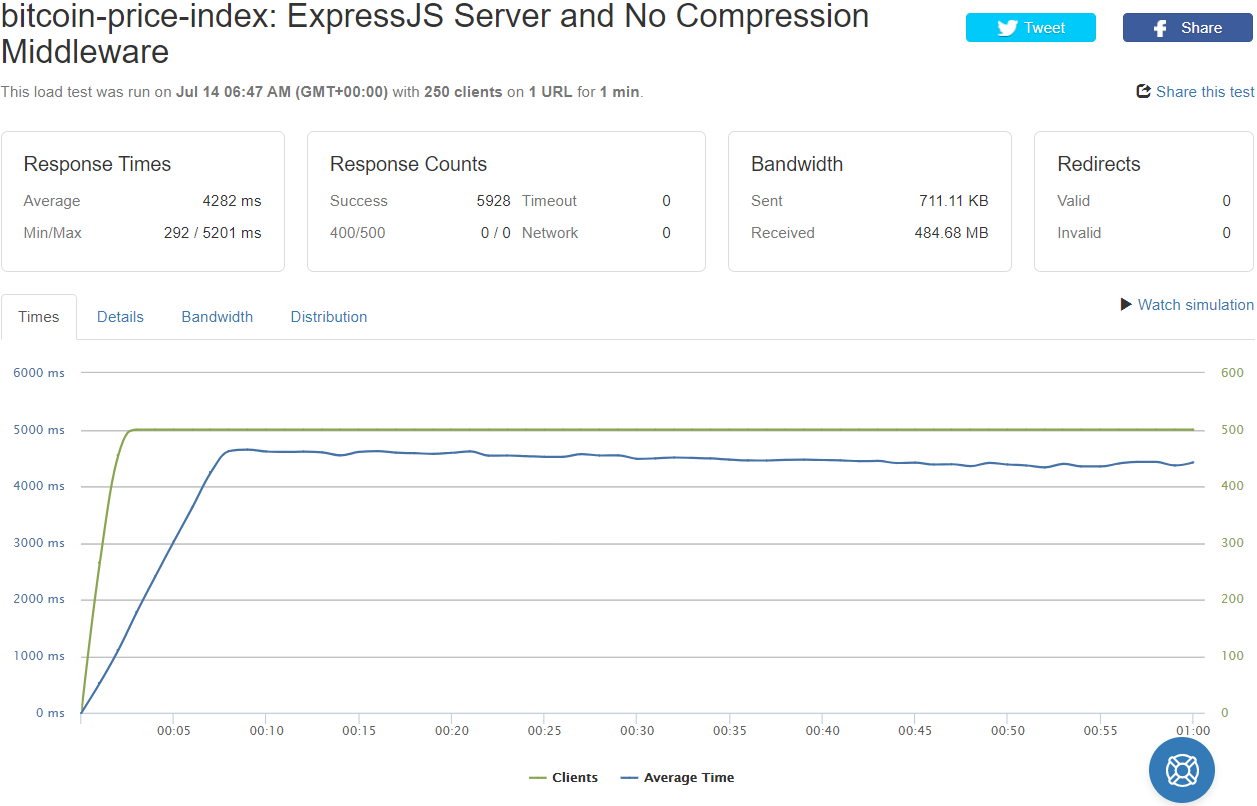 bitcoin-price-index: ExpressJS Server and No Compression
Middleware
Tweet
Share
This load test was run on Jul 14 06:47 AM (GMT+00:00) with 250 clients on 1 URL for 1 min.
Share this test
Response Times
Average 4282 ms
Min/Max 292 / 5201 ms
Response Counts
Success 5928 Timeout 0
400/500 0 / 0 Network 0
Bandwidth
Sent 711.11 KB
Received 484.68 MB
Redirects
Valid 0
Invalid 0
Times Details Bandwidth Distribution
Watch simulation
6000 ms 600
5000 ms 500
4000 ms 400
3000 ms 300
2000 ms 200
1000 ms 100
0 ms 0
00:05 00:10 00:15 00:20 00:25 00:30 00:35 00:40 00:45 00:50 00:55 01:00
Clients Average Time